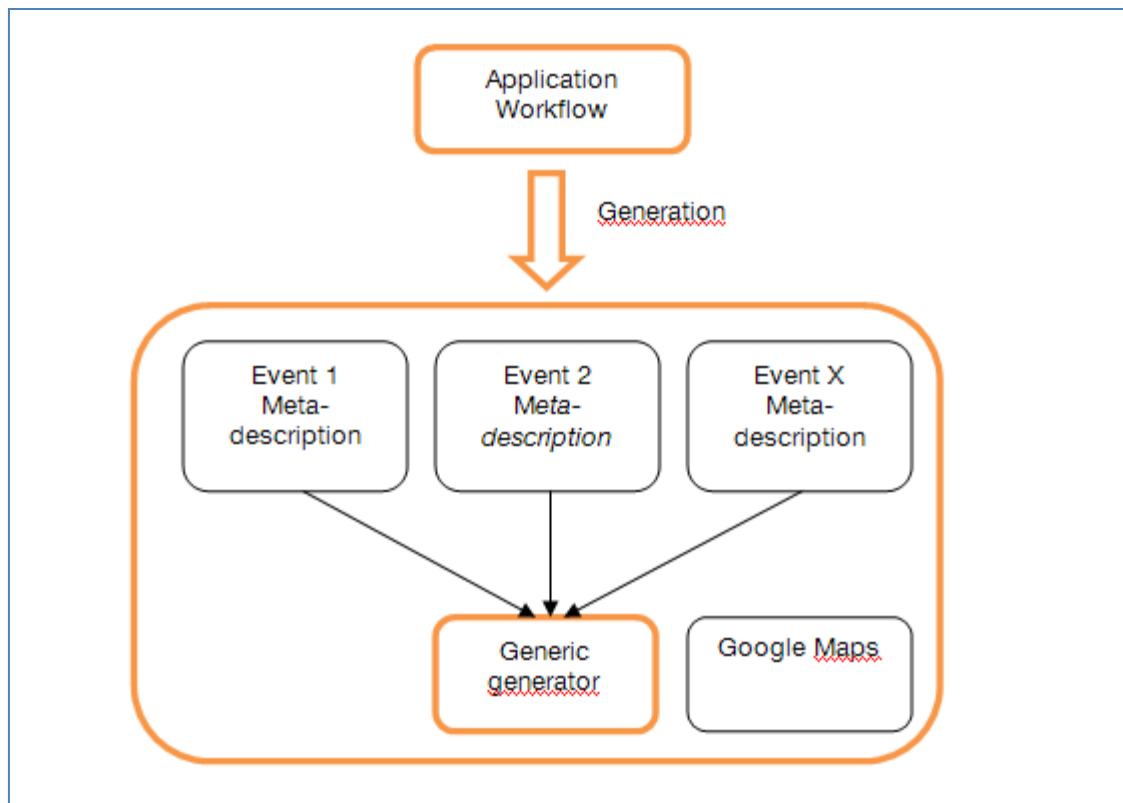 Application
Workflow
Generation
Event 1
Meta-
description
Event 2
Meta-
description
Event X
Meta-
description
Generic
generator
Google Maps